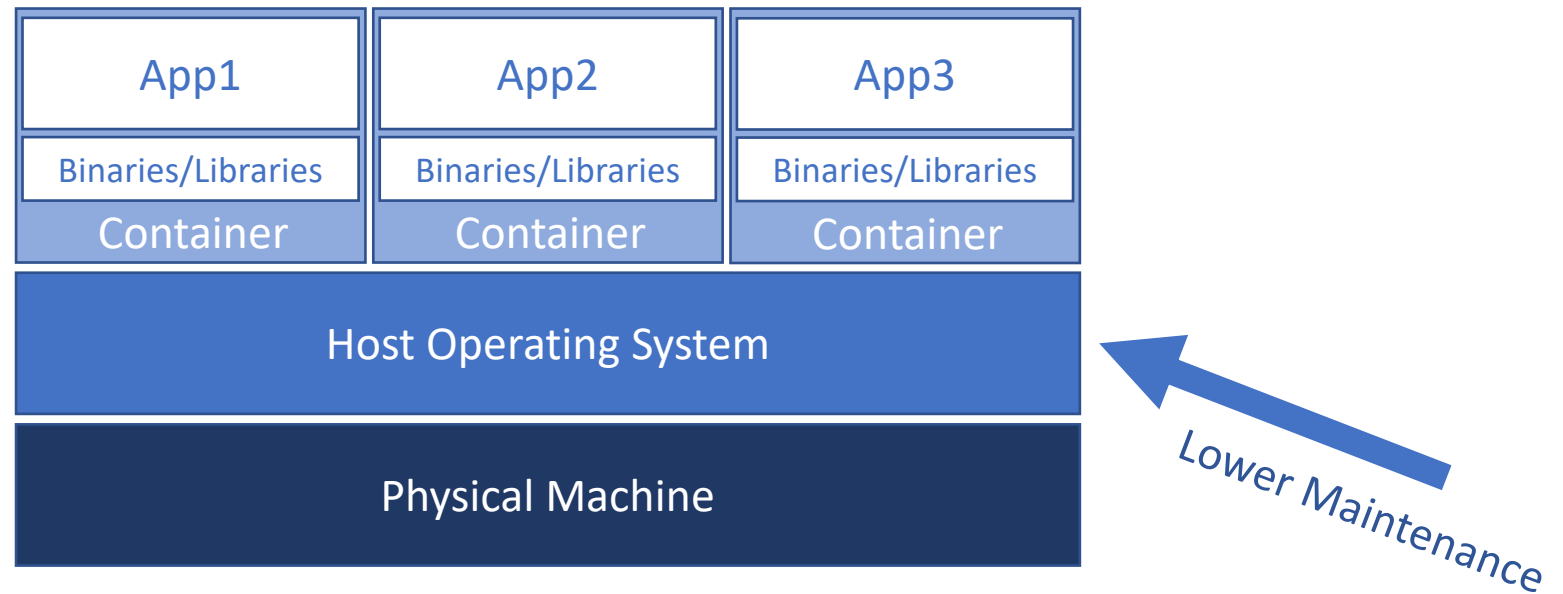 App1
App2
App3
Binaries/Libraries
Binaries/Libraries
Binaries/Libraries
Container
Container
Container
Host Operating System
Physical Machine
Lower Maintenance